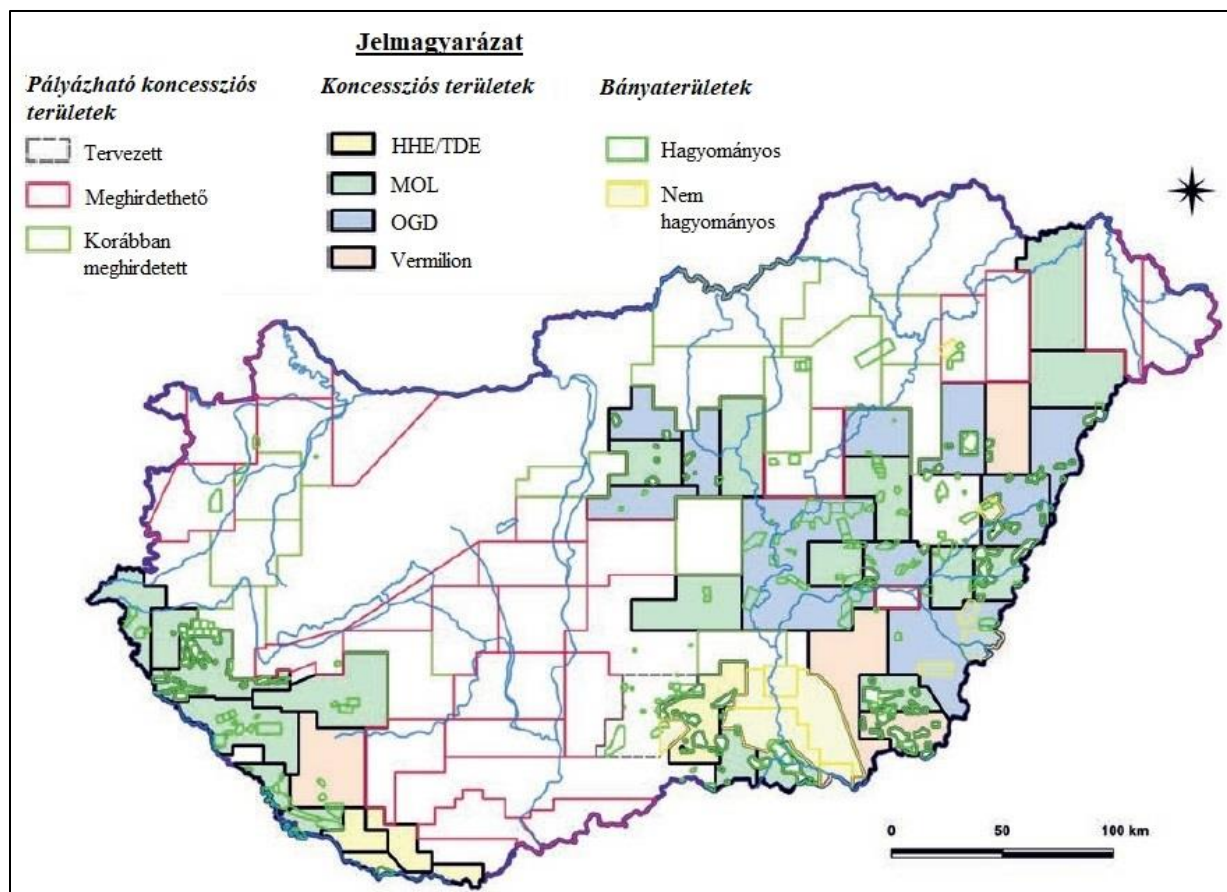 Jelmagyarázat
Pályázható koncessziós
területek
Tervezett
Meghirdethető
Korábban
meghirdetett
Koncessziós területek
HHE/TDE
MOL
OGD
Vermilion
Bányaterületek
Hagyományos
Nem
hagyományos
0 50 100 km